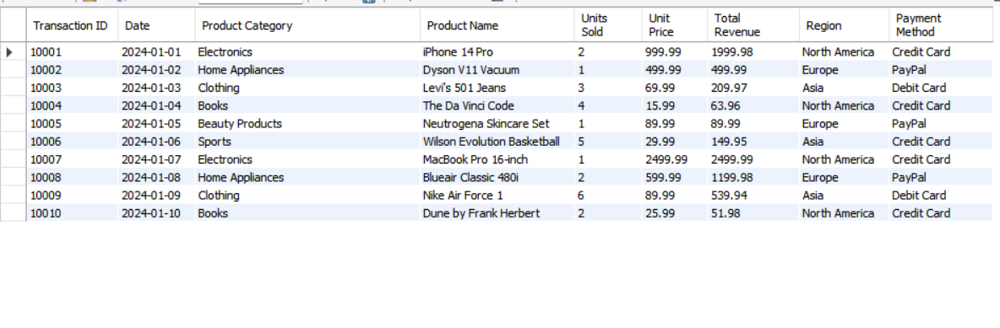 Transaction ID Date Product Category Product Name Units Sold Unit Price Total Revenue Region Payment Method
10001 2024-01-01 Electronics iPhone 14 Pro 2 999.99 1999.98 North America Credit Card
10002 2024-01-02 Home Appliances Dyson V11 Vacuum 1 499.99 499.99 Europe PayPal
10003 2024-01-03 Clothing Levi's 501 Jeans 3 69.99 209.97 Asia Debit Card
10004 2024-01-04 Books The Da Vinci Code 4 15.99 63.96 North America Credit Card
10005 2024-01-05 Beauty Products Neutrogena Skincare Set 1 89.99 89.99 Europe PayPal
10006 2024-01-06 Sports Wilson Evolution Basketball 5 29.99 149.95 Asia Credit Card
10007 2024-01-07 Electronics MacBook Pro 16-inch 1 2499.99 2499.99 North America Credit Card
10008 2024-01-08 Home Appliances Blueair Classic 480i 2 599.99 1199.98 Europe PayPal
10009 2024-01-09 Clothing Nike Air Force 1 6 89.99 539.94 Asia Debit Card
10010 2024-01-10 Books Dune by Frank Herbert 2 25.99 51.98 North America Credit Card